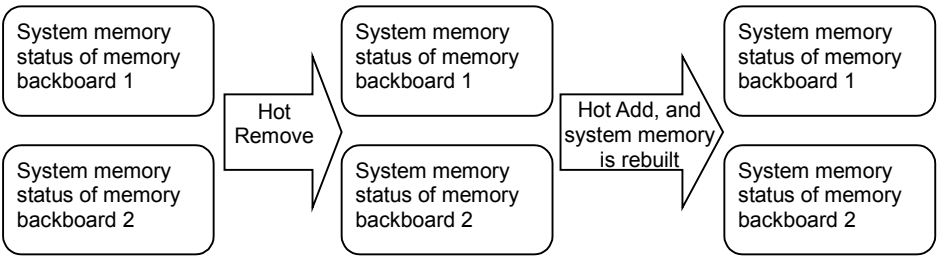 System memory
status of memory
backboard 1
System memory
status of memory
backboard 2
Hot
Remove
System memory
status of memory
backboard 1
System memory
status of memory
backboard 2
Hot Add, and
system memory
is rebuilt
System memory
status of memory
backboard 1
System memory
status of memory
backboard 2